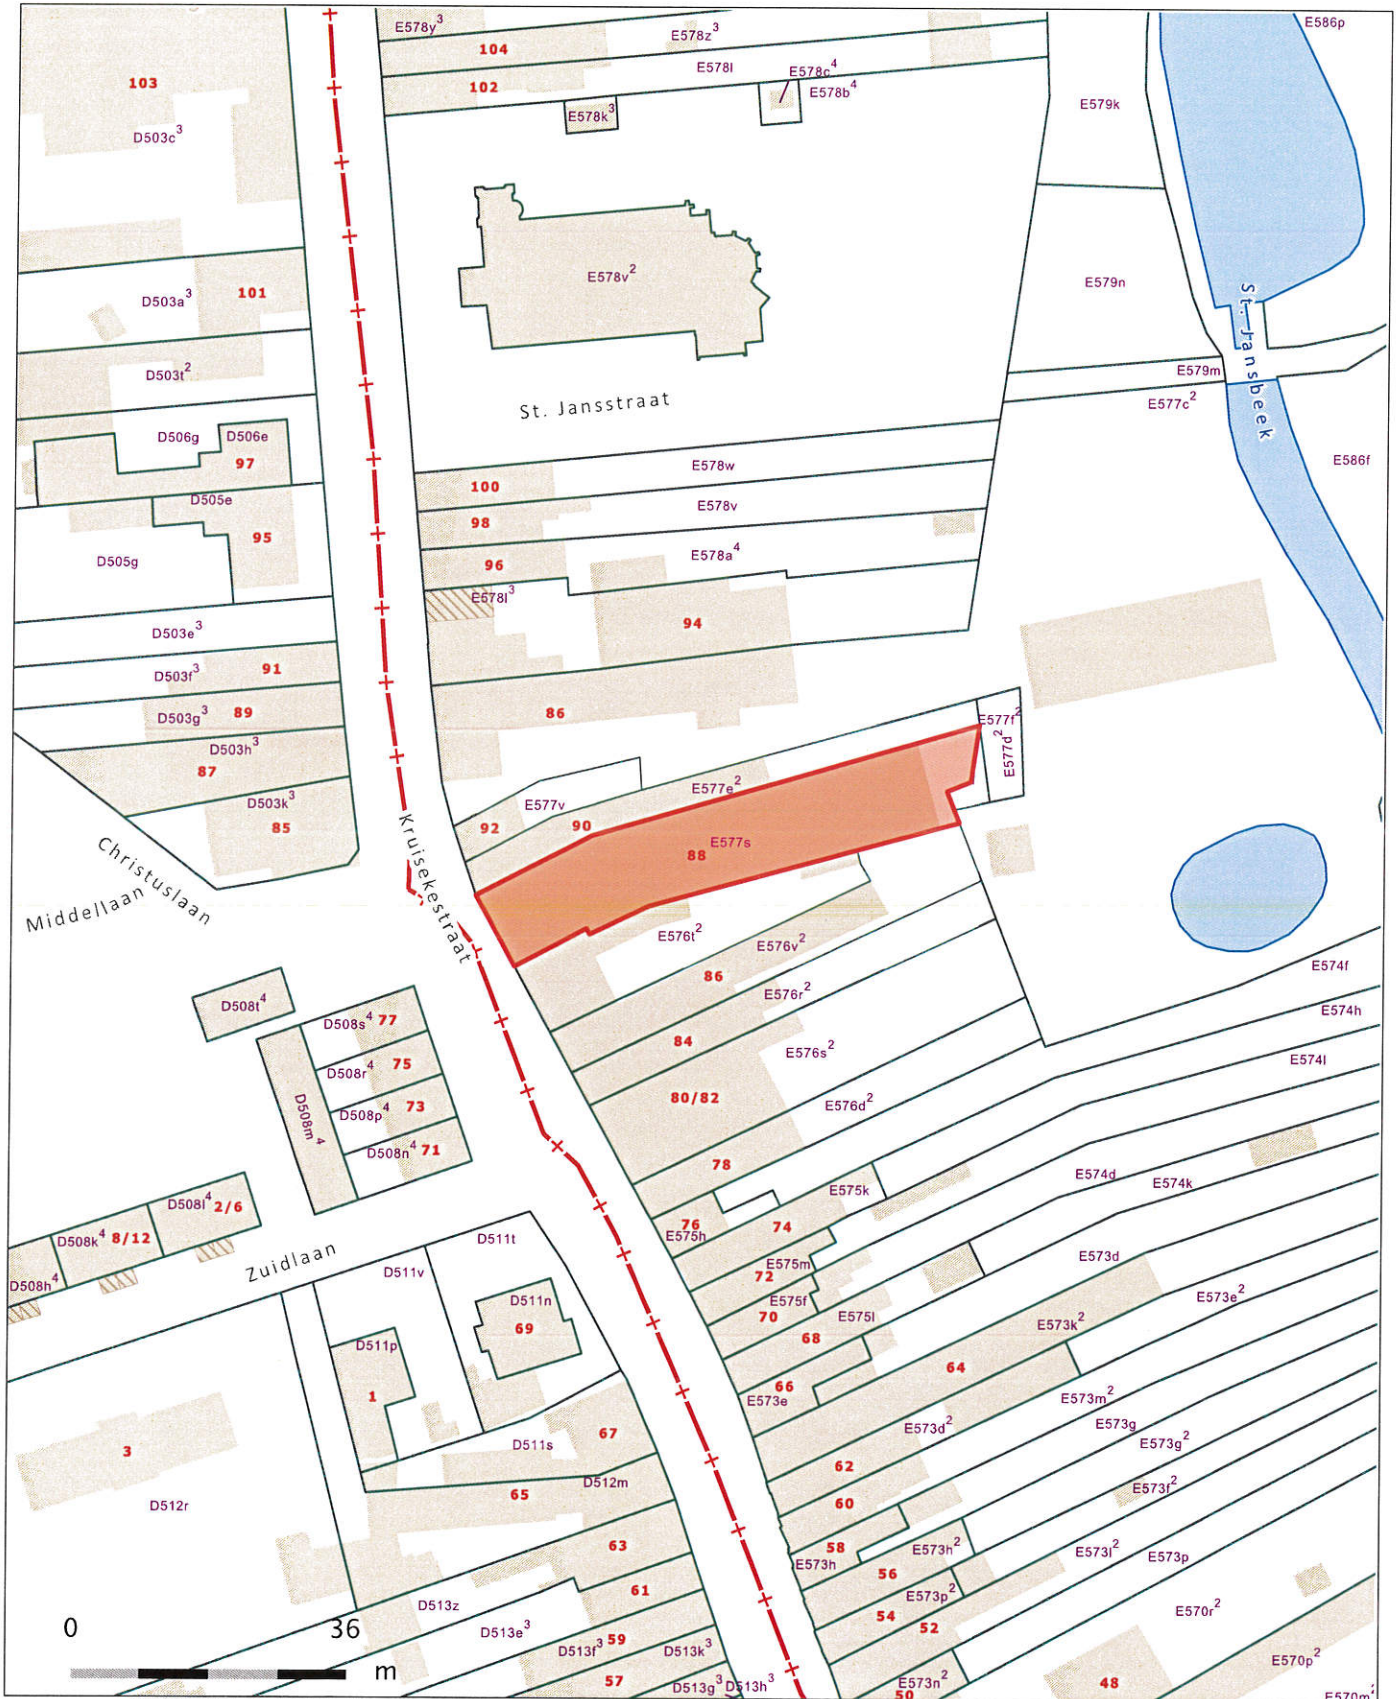 E578y³
E578z³
E586p
104
E578l
103
102
E578c⁴
E578b⁴
E579k
E578k³
D503c³
E578v²
E579n
D503a³
101
St. Jansbeek
D503t²
E579m
E577c²
St. Jansstraat
D506g
D506e
97
E578w
E586f
100
D505e
E578v
98
95
E578a⁴
D505g
96
E578l³
94
D503e³
D503f³
91
D503g³
89
86
E577f²
D503h³
E577d²
87
E577e²
D503k³
E577v
85
92
90
E577s
88
Kruisekestraat
Christuslaan
Middellaan
E576t²
E576v²
E574f
86
E576r²
D508t⁴
D508s⁴
77
E574h
84
E576s²
D508r⁴
75
E574l
80/82
D508m⁴
D508p⁴
73
E576d²
D508n⁴
71
78
E574d
E574k
E575k
D508l⁴
2/6
76
74
E575h
D508k⁴
8/12
D511t
Zuidlaan
E573d
D511v
E575m
72
D508h⁴
D511n
E575f
E573e²
69
70
E575l
E573k²
68
D511p
64
66
1
E573e
E573m²
E573d²
E573g
67
D511s
E573g²
3
62
D512m
65
E573f²
D512r
60
63
58
E573h²
E573l²
E573h
E573p
56
61
E573p²
D513z
54
E570r²
0
36
D513e³
59
52
D513f³
D513k³
E570p²
m
57
E573n²
48
D513g³
D513h³
50
E570m²